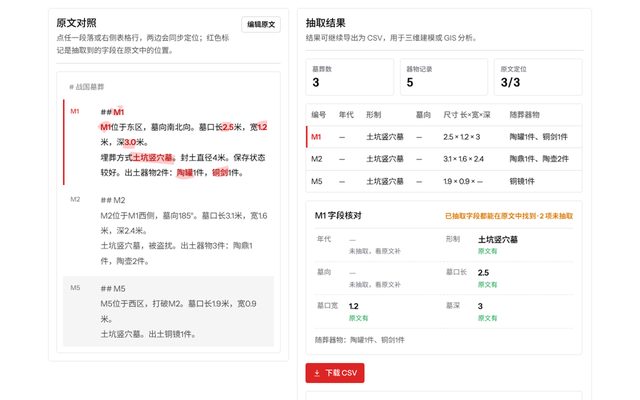 原文对照
编辑原文
点任一段落或右侧表格行，两边会同步定位；红色标
记是抽取到的字段在原文中的位置。
# 战国墓葬
M1
## M1
M1位于东区，墓向南北向。墓口长2.5米，宽1.2
米，深3.0米。
埋葬方式土坑竖穴墓。封土直径4米。保存状态
较好。出土器物2件：陶罐1件，铜剑1件。
M2
## M2
M2位于M1西侧，墓向185°。墓口长3.1米，宽1.6
米，深2.4米。
土坑竖穴墓，被盗扰。出土器物3件：陶鼎1
件，陶壶2件。
M5
## M5
M5位于西区，打破M2。墓口长1.9米，宽0.9
米。
土坑竖穴墓。出土铜镜1件。
抽取结果
结果可继续导出为 CSV，用于三维建模或 GIS 分析。
墓葬数
3
器物记录
5
原文定位
3/3
编号 年代 形制 墓向 尺寸 长×宽×深 随葬器物
M1 — 土坑竖穴墓 — 2.5 × 1.2 × 3 陶罐1件、铜剑1件
M2 — 土坑竖穴墓 — 3.1 × 1.6 × 2.4 陶鼎1件、陶壶2件
M5 — 土坑竖穴墓 — 1.9 × 0.9 × — 铜镜1件
M1 字段核对
已抽取字段都能在原文找到 · 2 项未抽取
年代 —
未抽取，看原文补
形制 土坑竖穴墓
原文有
墓向 —
未抽取，看原文补
墓口长 2.5
原文有
墓口宽 1.2
原文有
墓深 3
原文有
随葬器物：陶罐1件、铜剑1件
下载 CSV